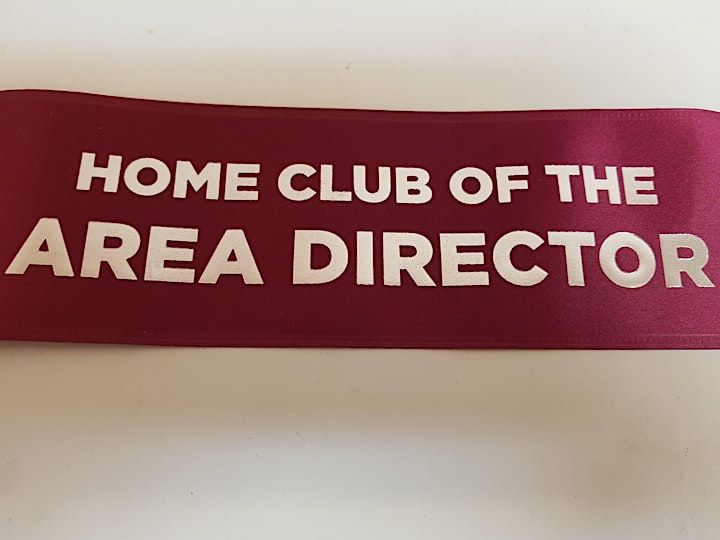 HOME CLUB OF THE
AREA DIRECTOR